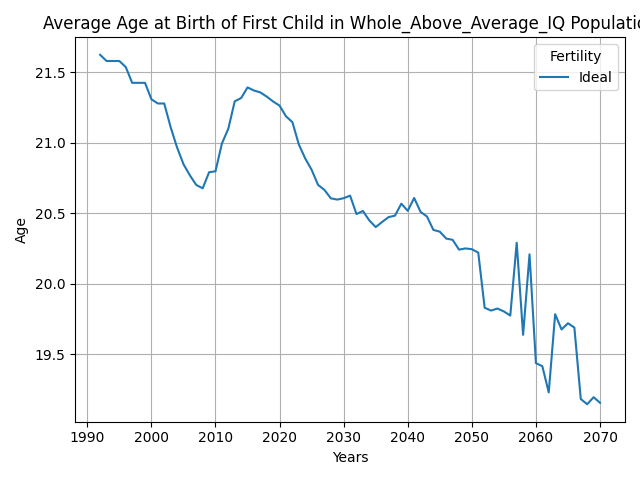 Average Age at Birth of First Child in Whole_Above_Average_IQ Populatio
Fertility
Ideal
21.5
21.0
20.5
20.0
19.5
Age
1990 2000 2010 2020 2030 2040 2050 2060 2070
Years